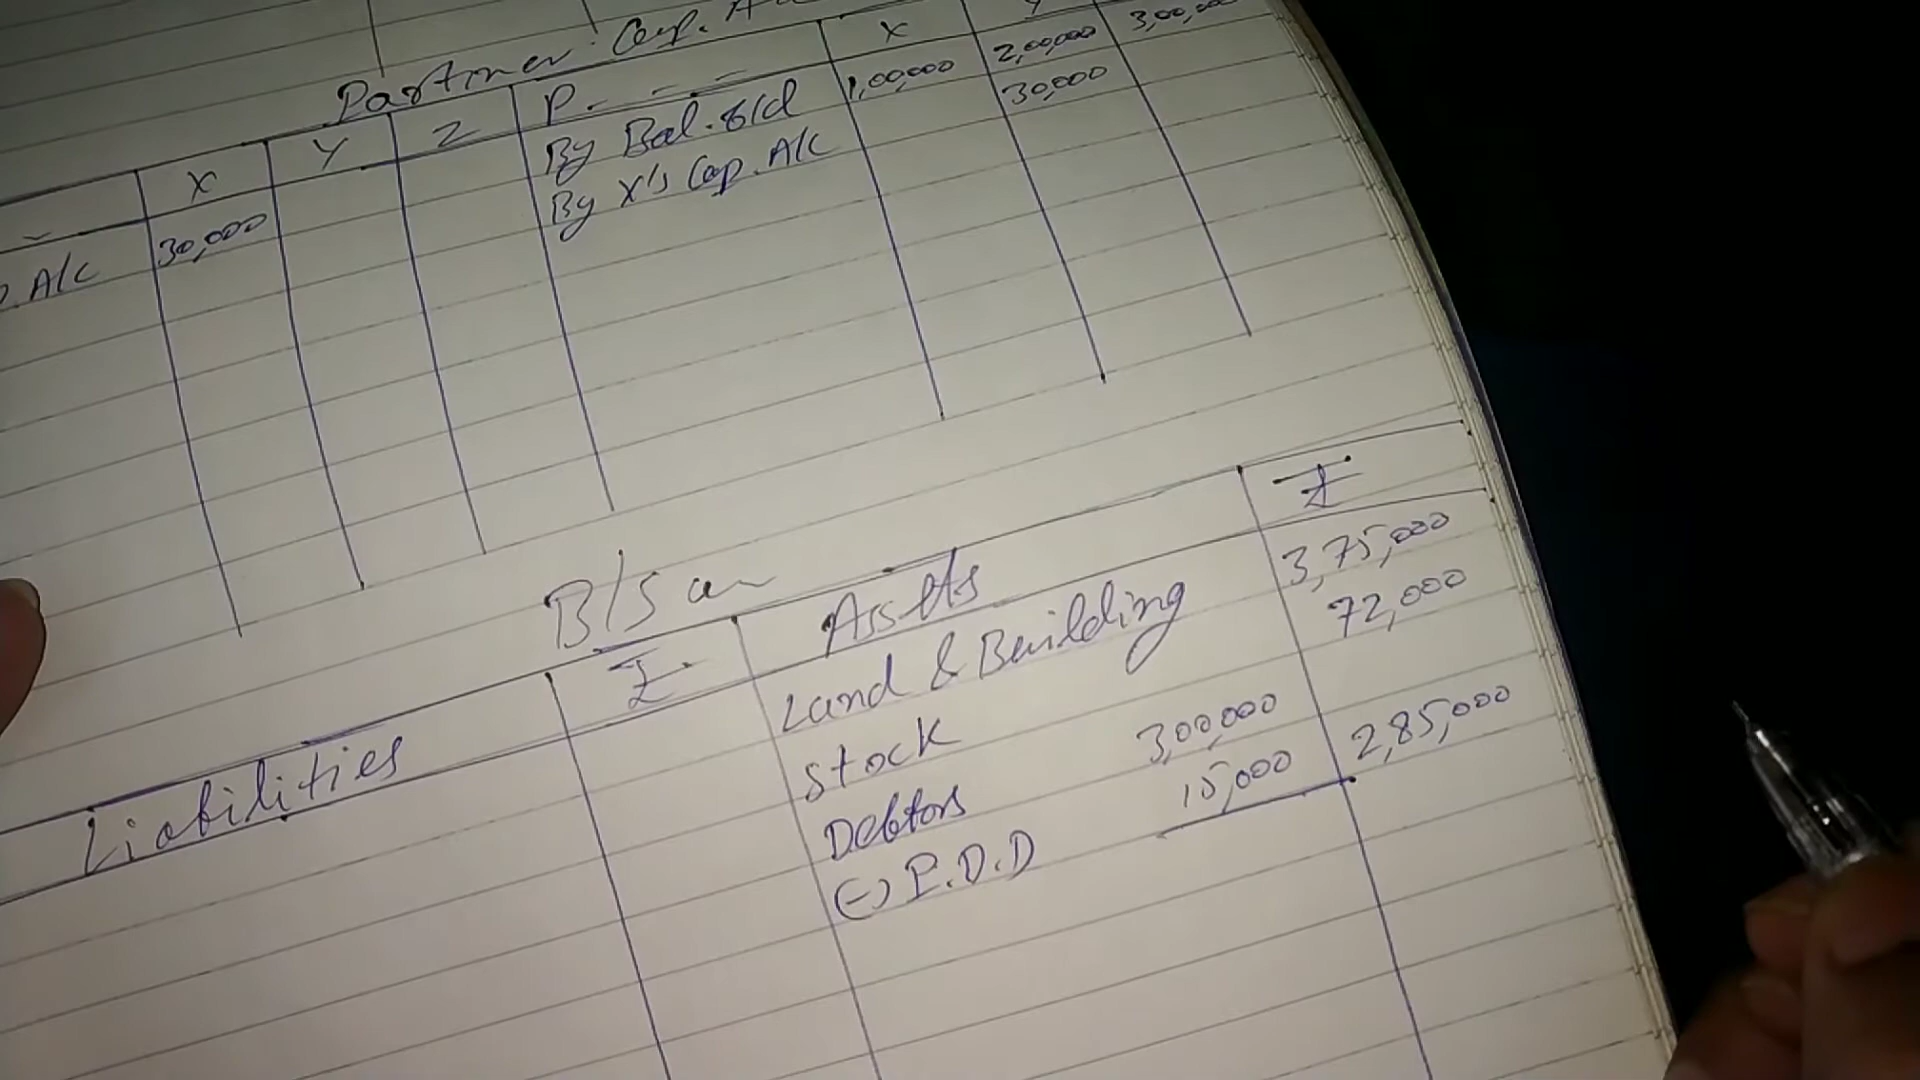 Partner Cap. A
X Y Z P. X Y
By Bal. b/d 1,00,000 2,00,000 3,00,000
A/c 30,000 By X's Cap. A/c 30,000
B/S
Liabilities ₹ Assets ₹
Land & Building 3,75,000
Stock 72,000
Debtors 3,00,000
(-) P.D.D 15,000 2,85,000